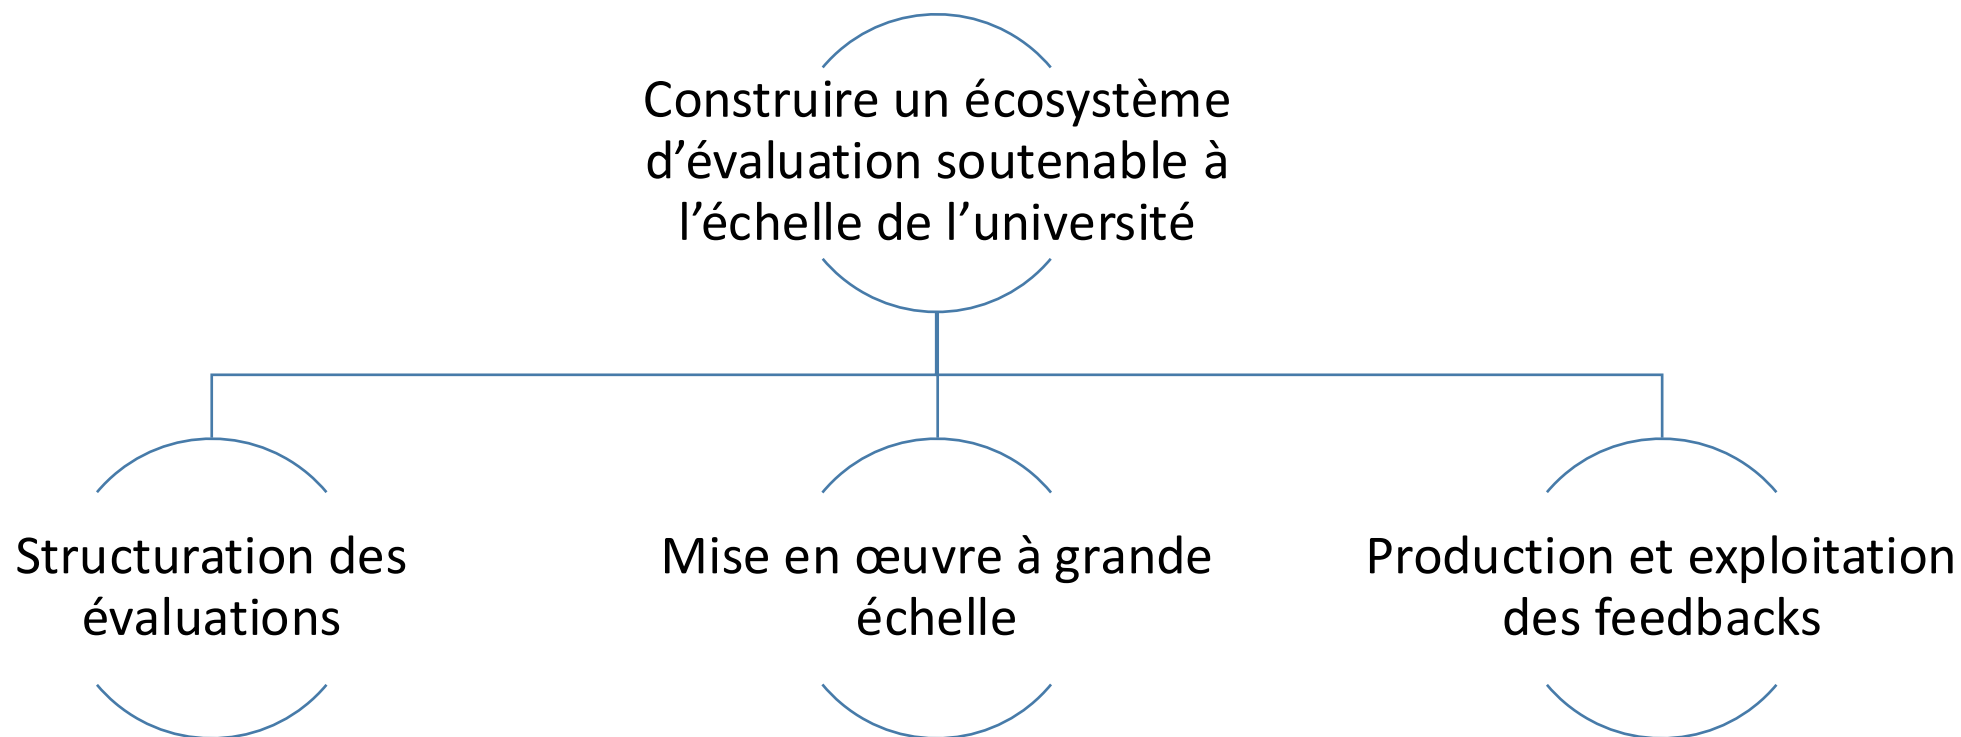 Construire un écosystème
d’évaluation soutenable à
l’échelle de l’université
Structuration des
évaluations
Mise en œuvre à grande
échelle
Production et exploitation
des feedbacks